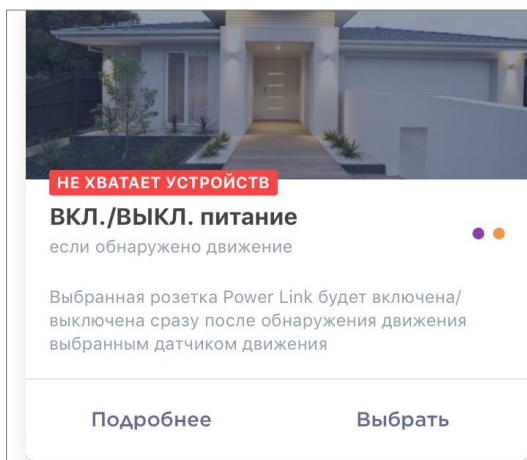 НЕ ХВАТАЕТ УСТРОЙСТВ
ВКЛ./ВЫКЛ. питание
если обнаружено движение
Выбранная розетка Power Link будет включена/
выключена сразу после обнаружения движения
выбранным датчиком движения
Подробнее Выбрать